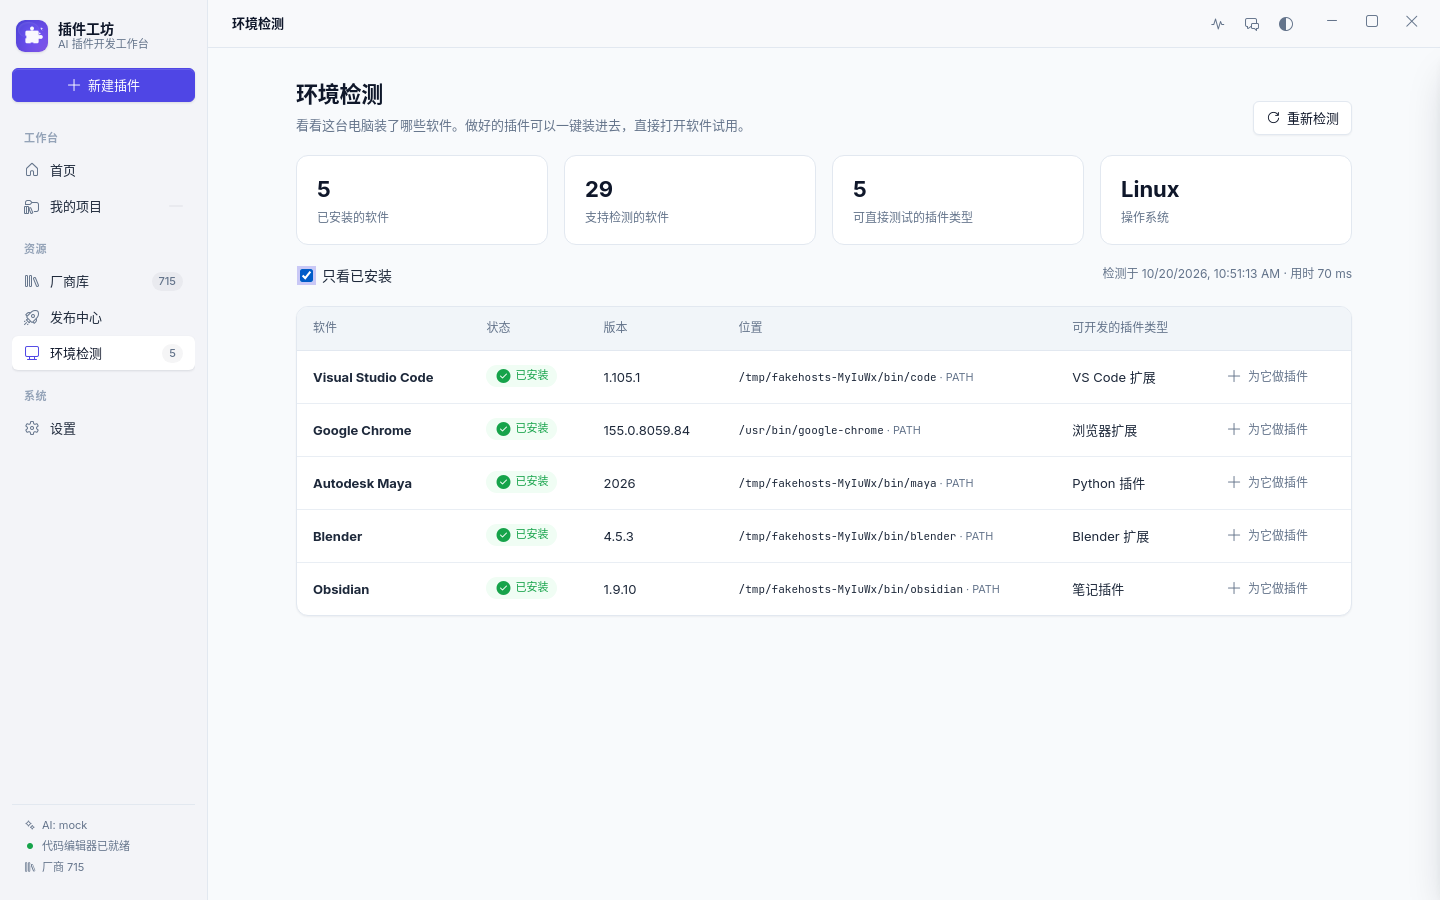 插件工坊
AI 插件开发工作台
新建插件
工作台
首页
我的项目
资源
厂商库 715
发布中心
环境检测 5
系统
设置
AI: mock
代码编辑器已就绪
厂商 715
环境检测
环境检测
看看这台电脑装了哪些软件。做好的插件可以一键装进去，直接打开软件试用。
重新检测
5
已安装的软件
29
支持检测的软件
5
可直接测试的插件类型
Linux
操作系统
只看已安装
检测于 10/20/2026, 10:51:13 AM · 用时 70 ms
软件 状态 版本 位置 可开发的插件类型
Visual Studio Code 已安装 1.105.1 /tmp/fakehosts-MyIuWx/bin/code · PATH VS Code 扩展 为它做插件
Google Chrome 已安装 155.0.8059.84 /usr/bin/google-chrome · PATH 浏览器扩展 为它做插件
Autodesk Maya 已安装 2026 /tmp/fakehosts-MyIuWx/bin/maya · PATH Python 插件 为它做插件
Blender 已安装 4.5.3 /tmp/fakehosts-MyIuWx/bin/blender · PATH Blender 扩展 为它做插件
Obsidian 已安装 1.9.10 /tmp/fakehosts-MyIuWx/bin/obsidian · PATH 笔记插件 为它做插件